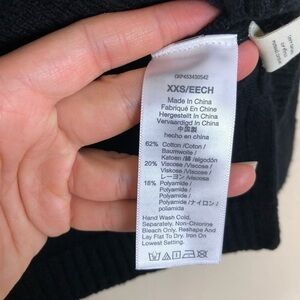 XXS/EECH
Made In China
Fabriqué En Chine
Hergestellt In China
Vervaardigd In China
中国製
hecho en china
62% Cotton /Coton /
Baumwolle /
Katoen /綿 /algodón
20% Viscose /Viscose /
Viskose /Viscose /
レーヨン /viscosa
18% Polyamide /
Polyamide /
Polyamid /
Polyamide /ナイロン /
poliamida
Hand Wash Cold,
Separately, Non-Chlorine
Bleach Only. Reshape And
Lay Flat To Dry. Iron On
Lowest Setting.